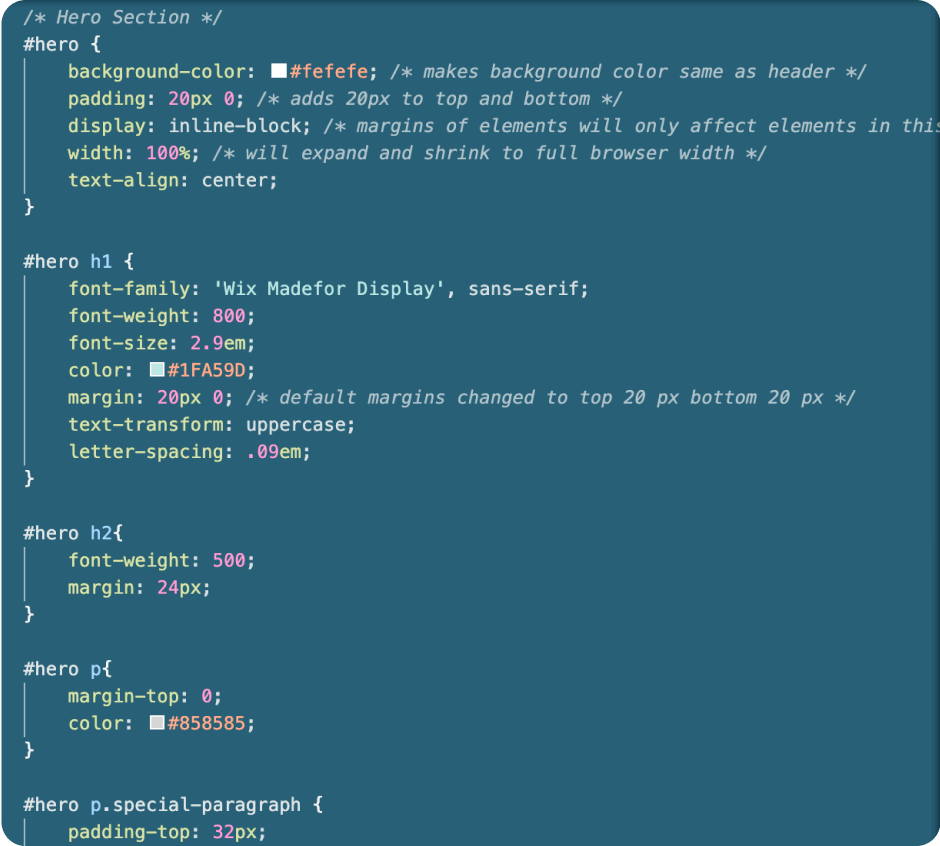 /* Hero Section */
#hero {
    background-color: #fefefe; /* makes background color same as header */
    padding: 20px 0; /* adds 20px to top and bottom */
    display: inline-block; /* margins of elements will only affect elements in this
    width: 100%; /* will expand and shrink to full browser width */
    text-align: center;
}

#hero h1 {
    font-family: 'Wix Madefor Display', sans-serif;
    font-weight: 800;
    font-size: 2.9em;
    color: #1FA59D;
    margin: 20px 0; /* default margins changed to top 20 px bottom 20 px */
    text-transform: uppercase;
    letter-spacing: .09em;
}

#hero h2{
    font-weight: 500;
    margin: 24px;
}

#hero p{
    margin-top: 0;
    color: #858585;
}

#hero p.special-paragraph {
    padding-top: 32px;